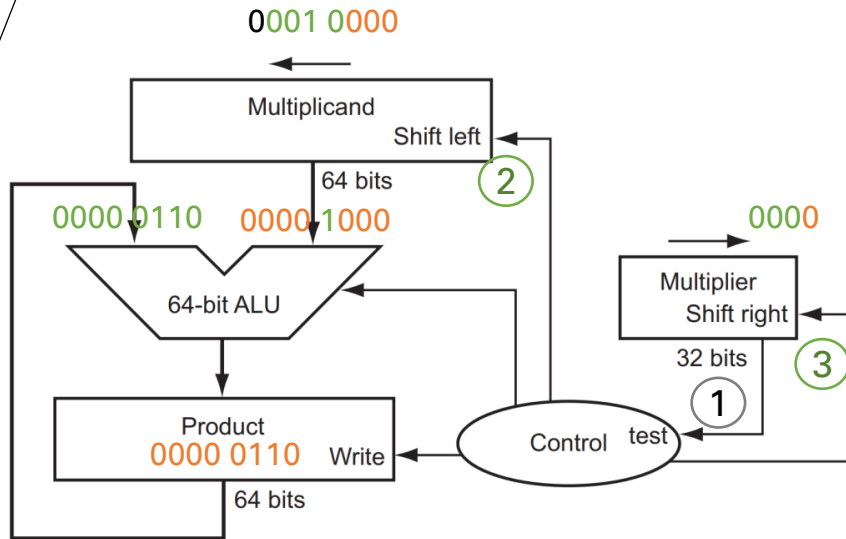 0001 0000
Multiplicand
Shift left
64 bits
2
0000 0110
0000 1000
0000
64-bit ALU
Multiplier
Shift right
32 bits
3
1
Product
0000 0110
Write
Control
test
64 bits